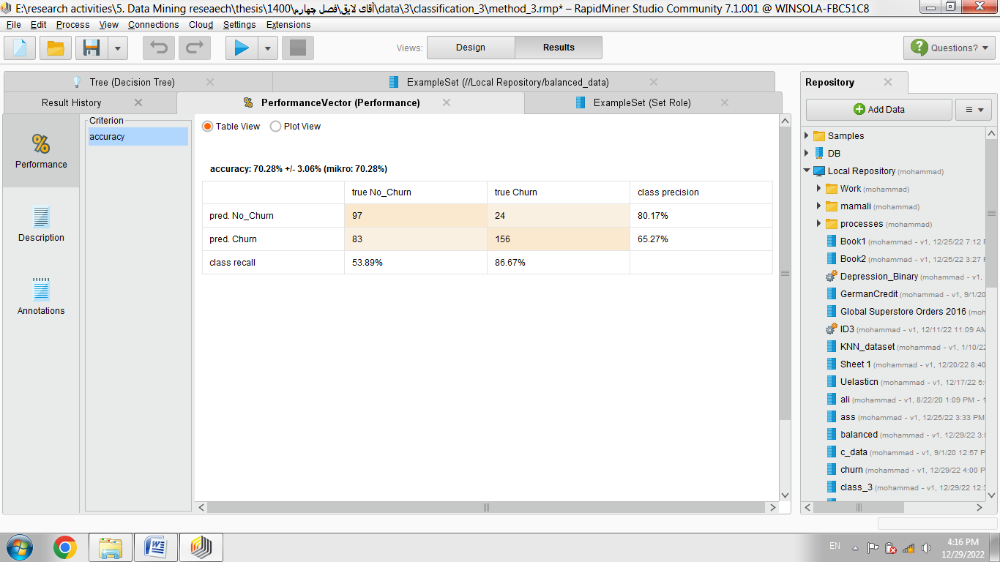 E:\research activities\5. Data Mining reseaech\thesis\1400\آقای لایق\فصل چهارم\data\3\classification_3\method_3.rmp* – RapidMiner Studio Community 7.1.001 @ WINSOLA-FBC51C8
File Edit Process View Connections Cloud Settings Extensions
Views: Design Results Questions?
Tree (Decision Tree) ExampleSet (//Local Repository/balanced_data)
Result History PerformanceVector (Performance) ExampleSet (Set Role)
Performance
Description
Annotations
Criterion
accuracy
Table View Plot View
accuracy: 70.28% +/- 3.06% (mikro: 70.28%)
true No_Churn true Churn class precision
pred. No_Churn 97 24 80.17%
pred. Churn 83 156 65.27%
class recall 53.89% 86.67%
Repository
Add Data
Samples
DB
Local Repository (mohammad)
Work (mohammad)
mamali (mohammad)
processes (mohammad)
Book1 (mohammad - v1, 12/25/22 7:12
Book2 (mohammad - v1, 12/25/22 3:27
Depression_Binary (mohammad - v1,
GermanCredit (mohammad - v1, 9/1/20
Global Superstore Orders 2016 (moh
ID3 (mohammad - v1, 12/11/22 11:09 AM
KNN_dataset (mohammad - v1, 1/10/22
Sheet 1 (mohammad - v1, 12/20/22 8:40
Uelasticn (mohammad - v1, 12/17/22 5:
ali (mohammad - v1, 8/22/20 1:09 PM - 1
ass (mohammad - v1, 12/25/22 3:33 PM
balanced (mohammad - v1, 12/29/22 3:
c_data (mohammad - v1, 9/1/20 12:57 P
churn (mohammad - v1, 12/29/22 4:00 P
class_3 (mohammad - v1, 12/29/22 12:3
EN
4:16 PM
12/29/2022